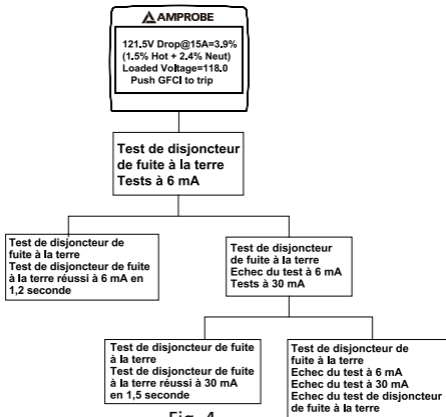 AMPROBE
121.5V Drop@15A=3.9%
(1.5% Hot + 2.4% Neut)
Loaded Voltage=118.0
Push GFCI to trip
Test de disjoncteur
de fuite à la terre
Tests à 6 mA
Test de disjoncteur de
fuite à la terre
Test de disjoncteur de fuite
à la terre réussi à 6 mA en
1,2 seconde
Test de disjoncteur
de fuite à la terre
Echec du test à 6 mA
Tests à 30 mA
Test de disjoncteur de fuite
à la terre
Test de disjoncteur de fuite
à la terre réussi à 30 mA
en 1,5 seconde
Test de disjoncteur de
fuite à la terre
Echec du test à 6 mA
Echec du test à 30 mA
Echec du test de disjoncteur
de fuite à la terre
Fig. 4